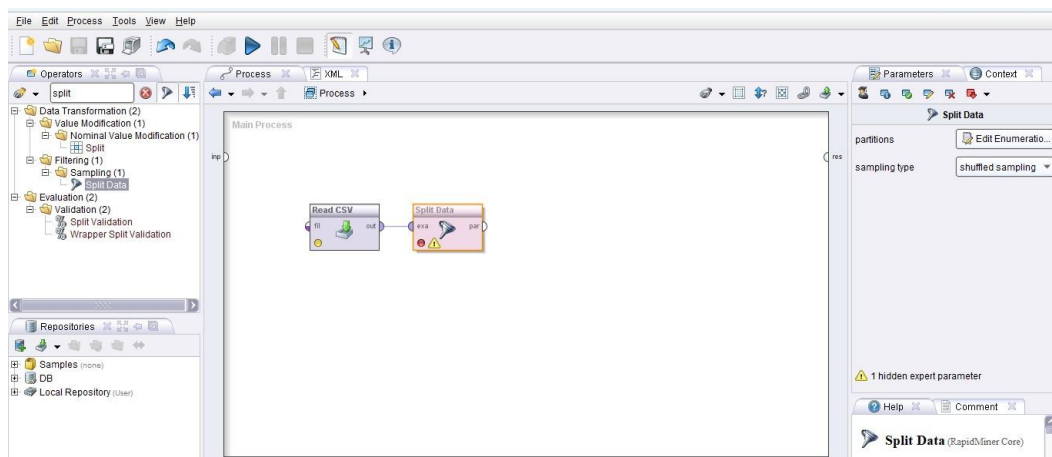 File Edit Process Tools View Help
Operators
split
Data Transformation (2)
Value Modification (1)
Nominal Value Modification (1)
Split
Filtering (1)
Sampling (1)
Split Data
Evaluation (2)
Validation (2)
Split Validation
Wrapper Split Validation
Repositories
Samples (none)
DB
Local Repository (User)
Process XML
Process
Main Process
inp
res
Read CSV
fil out
Split Data
exa par
Parameters Context
Split Data
partitions Edit Enumeratio...
sampling type shuffled sampling
1 hidden expert parameter
Help Comment
Split Data (RapidMiner Core)